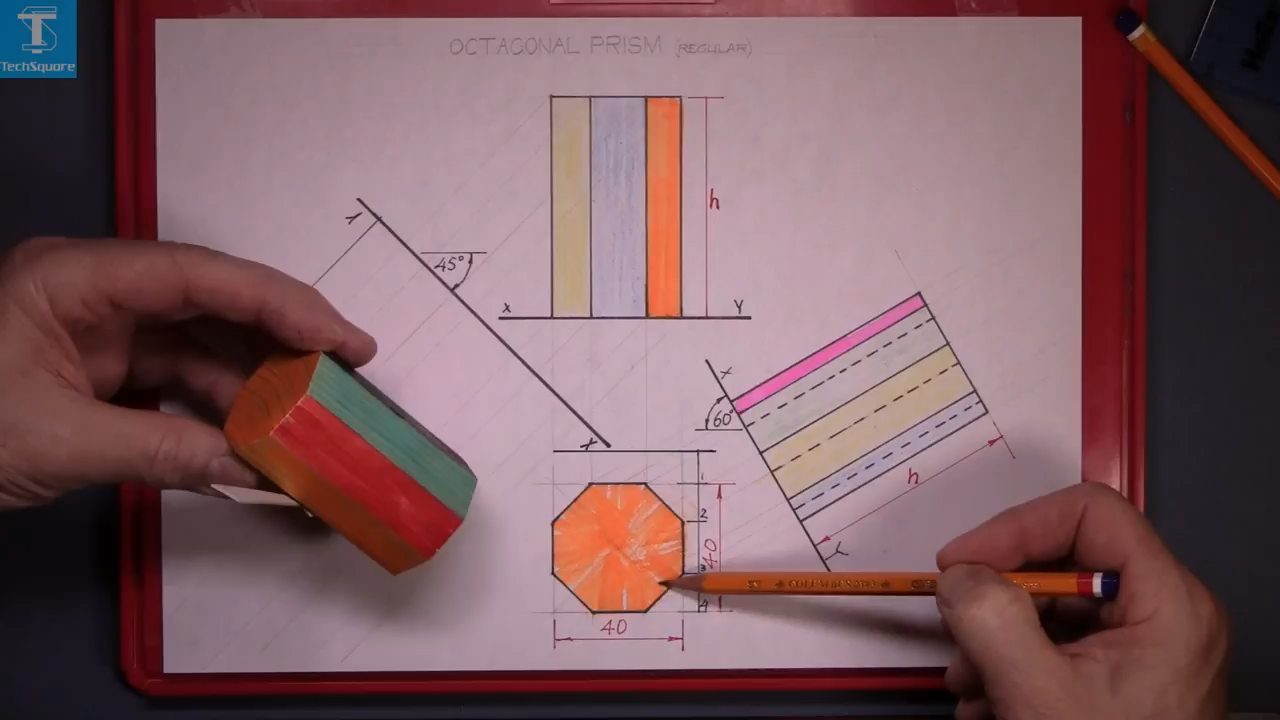 TechSquare
OCTAGONAL PRISM (REGULAR)
h
1
45°
X Y
X
60°
X
1
2
3
4
40
h
Y
40